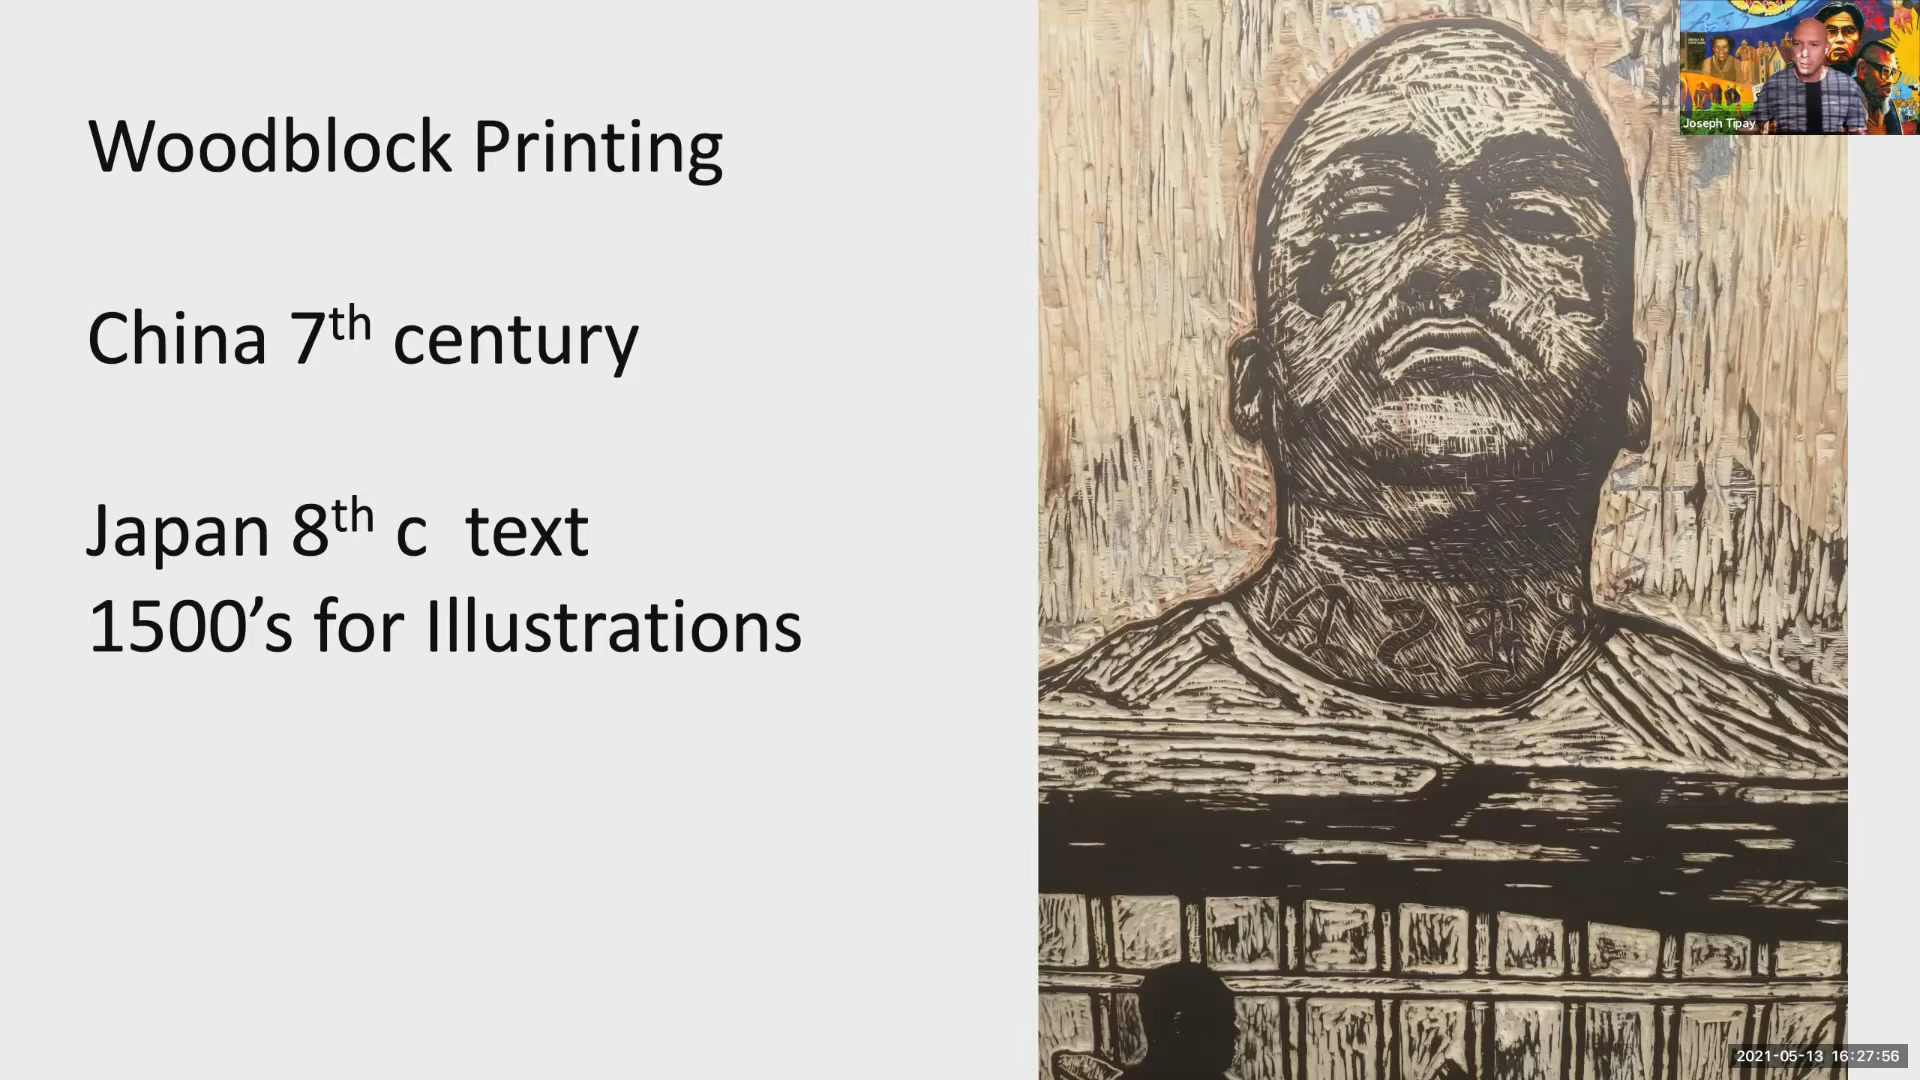 Woodblock Printing
China 7th century
Japan 8th c text
1500’s for Illustrations
Joseph Tipay
2021-05-13 16:27:56